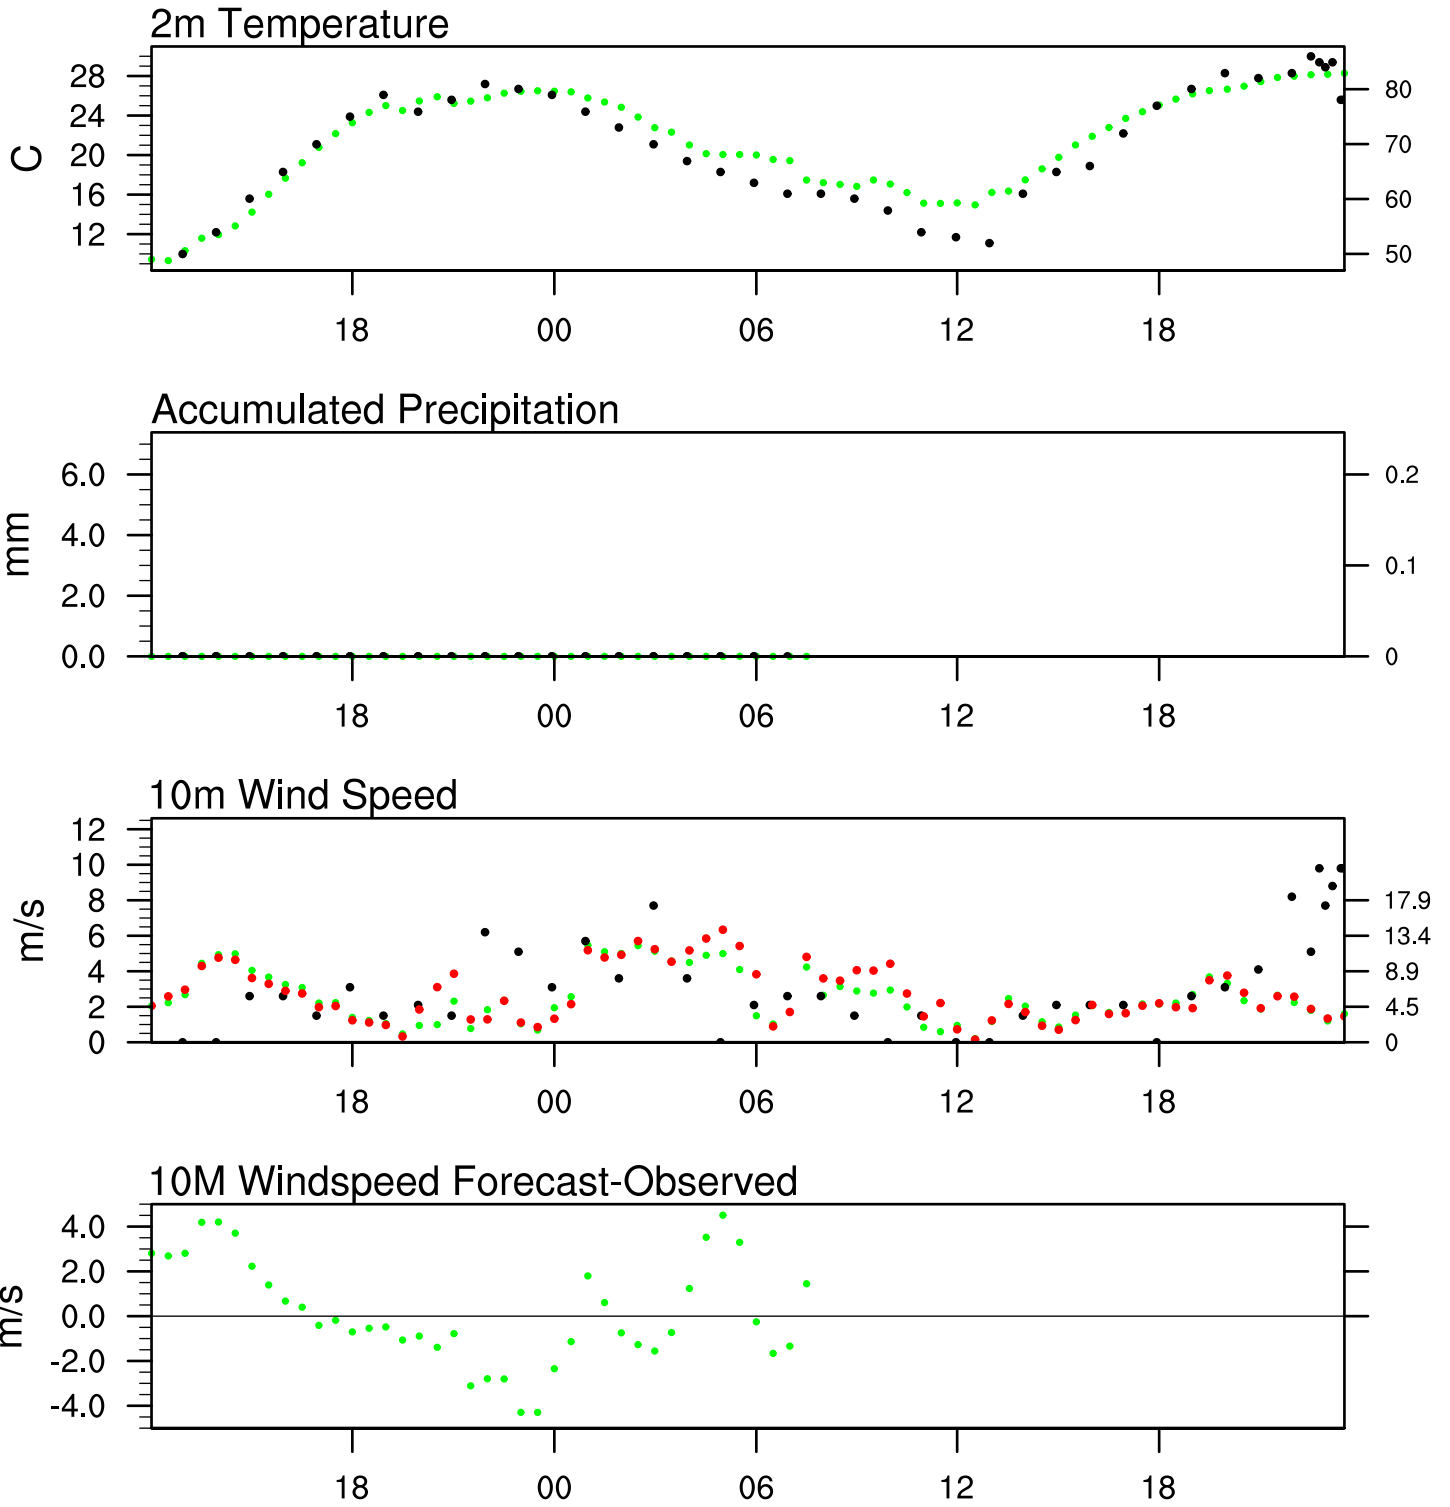 2m Temperature
C
28
24
20
16
12
80
70
60
50
18 00 06 12 18
Accumulated Precipitation
mm
6.0
4.0
2.0
0.0
0.2
0.1
0
18 00 06 12 18
10m Wind Speed
m/s
12
10
8
6
4
2
0
17.9
13.4
8.9
4.5
0
18 00 06 12 18
10M Windspeed Forecast-Observed
m/s
4.0
2.0
0.0
-2.0
-4.0
18 00 06 12 18